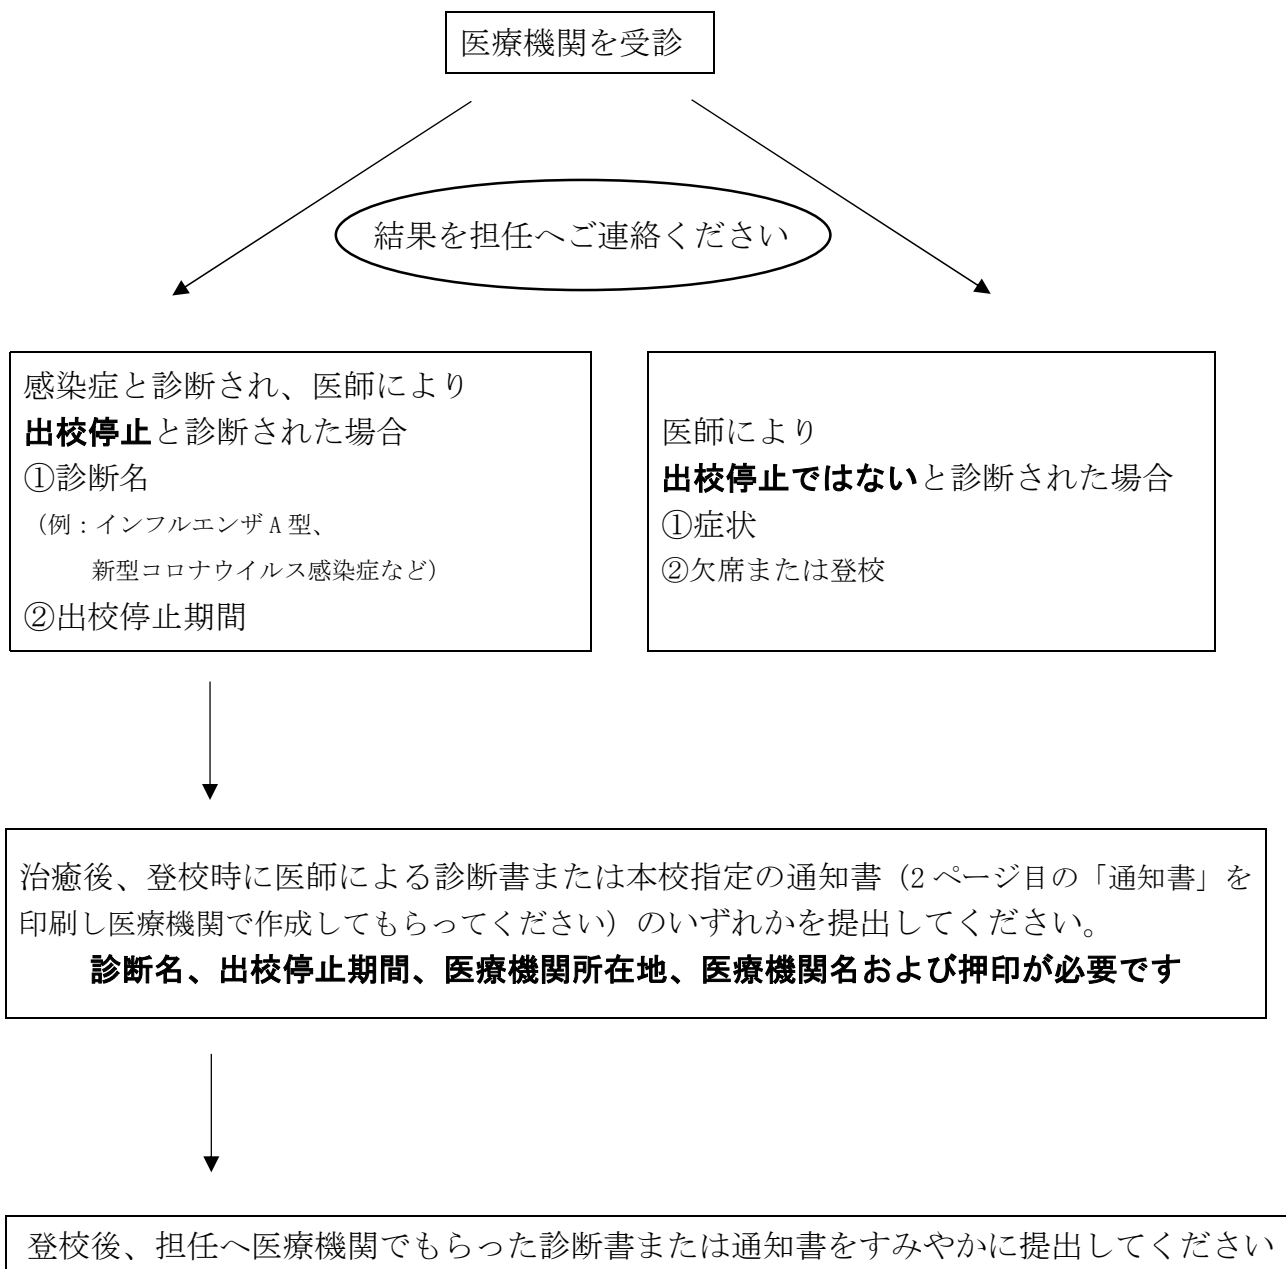 医療機関を受診
結果を担任へご連絡ください
感染症と診断され、医師により
出校停止と診断された場合
①診断名
（例：インフルエンザ A 型、
新型コロナウイルス感染症など）
②出校停止期間
医師により
出校停止ではないと診断された場合
①症状
②欠席または登校
治癒後、登校時に医師による診断書または本校指定の通知書（2 ページ目の「通知書」を
印刷し医療機関で作成してもらってください）のいずれかを提出してください。
診断名、出校停止期間、医療機関所在地、医療機関名および押印が必要です
登校後、担任へ医療機関でもらった診断書または通知書をすみやかに提出してください